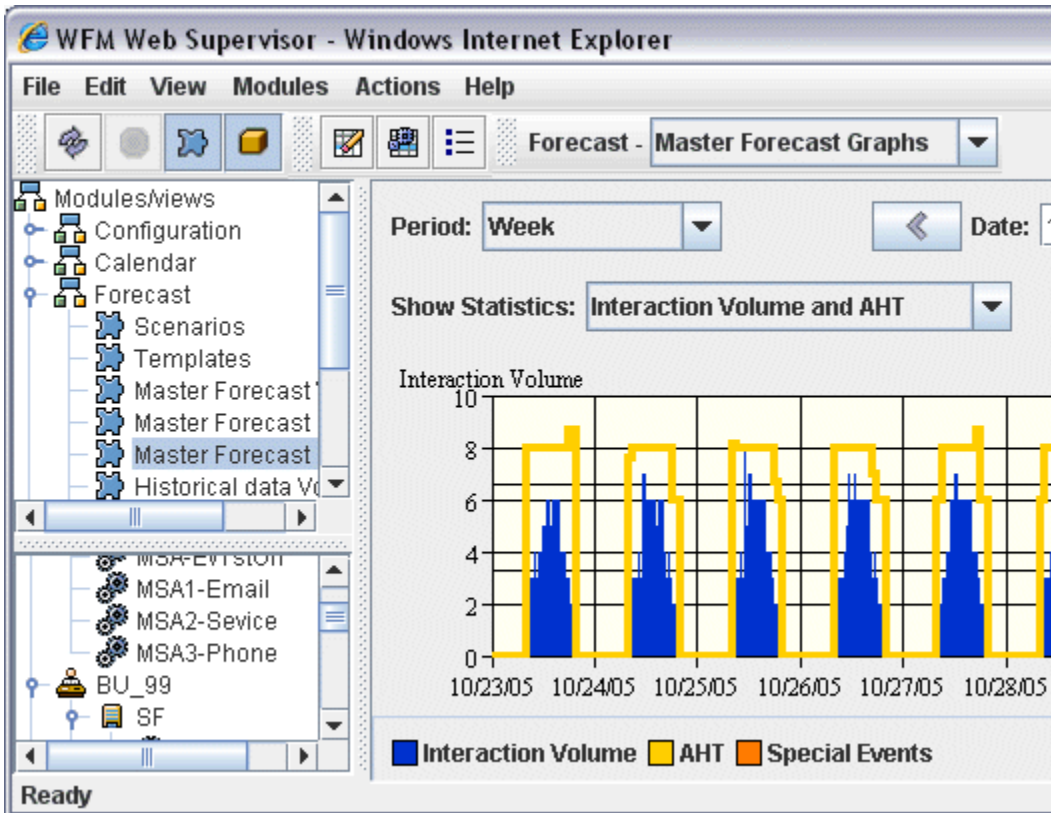 WFM Web Supervisor - Windows Internet Explorer
File Edit View Modules Actions Help
Forecast - Master Forecast Graphs
Modules/views
Configuration
Calendar
Forecast
Scenarios
Templates
Master Forecast
Master Forecast
Master Forecast
Historical data
MSA1-Email
MSA2-Sevice
MSA3-Phone
BU_99
SF
Period: Week
Date:
Show Statistics: Interaction Volume and AHT
Interaction Volume
10
8
6
4
2
0
10/23/05 10/24/05 10/25/05 10/26/05 10/27/05 10/28/05
Interaction Volume AHT Special Events
Ready